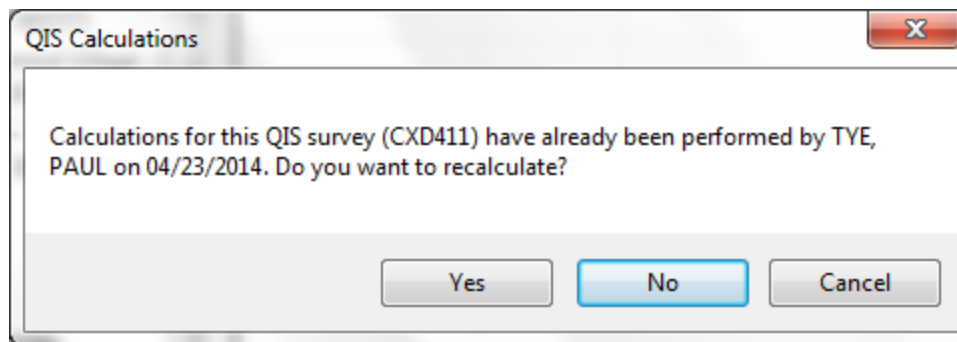 QIS Calculations
Calculations for this QIS survey (CXD411) have already been performed by TYE,
PAUL on 04/23/2014. Do you want to recalculate?
Yes No Cancel